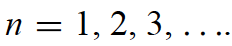 n = 1, 2, 3, . . . .